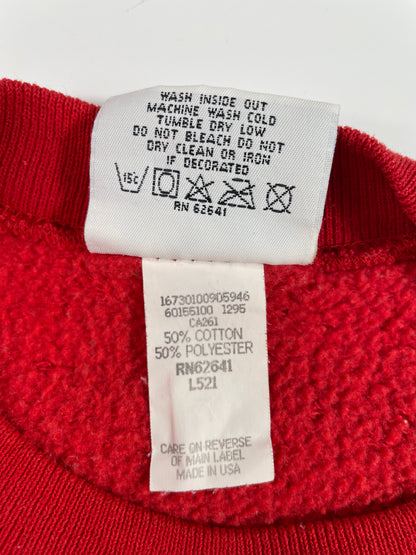 WASH INSIDE OUT
MACHINE WASH COLD
TUMBLE DRY LOW
DO NOT BLEACH DO NOT
DRY CLEAN OR IRON
IF DECORATED
15c
RN 62641
16730100905946
60155100 1295
CA261
50% COTTON
50% POLYESTER
RN62641
L521
CARE ON REVERSE
OF MAIN LABEL
MADE IN USA